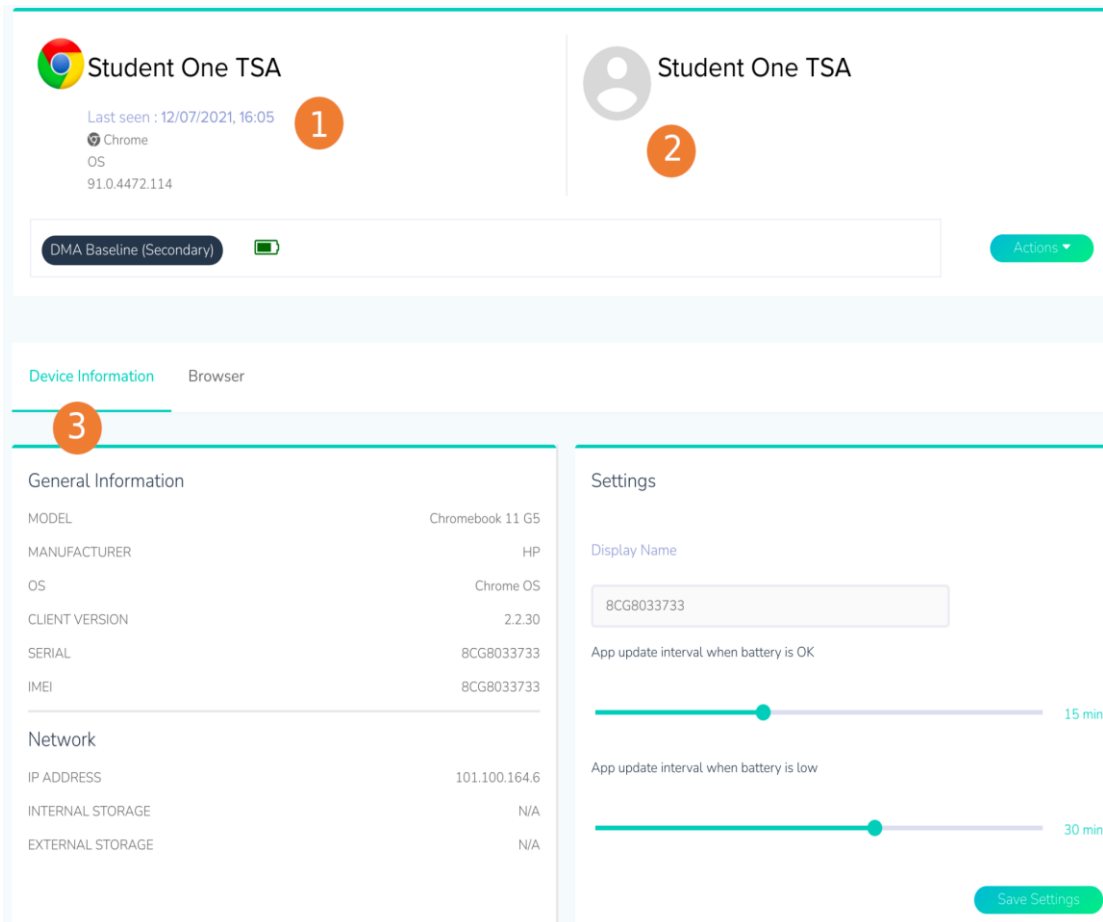 Student One TSA
Last seen : 12/07/2021, 16:05
Chrome
OS
91.0.4472.114
1
Student One TSA
2
DMA Baseline (Secondary)
Actions
Device Information
Browser
3
General Information
MODEL Chromebook 11 G5
MANUFACTURER HP
OS Chrome OS
CLIENT VERSION 2.2.30
SERIAL 8CG8033733
IMEI 8CG8033733
Network
IP ADDRESS 101.100.164.6
INTERNAL STORAGE N/A
EXTERNAL STORAGE N/A
Settings
Display Name
8CG8033733
App update interval when battery is OK
15 min
App update interval when battery is low
30 min
Save Settings